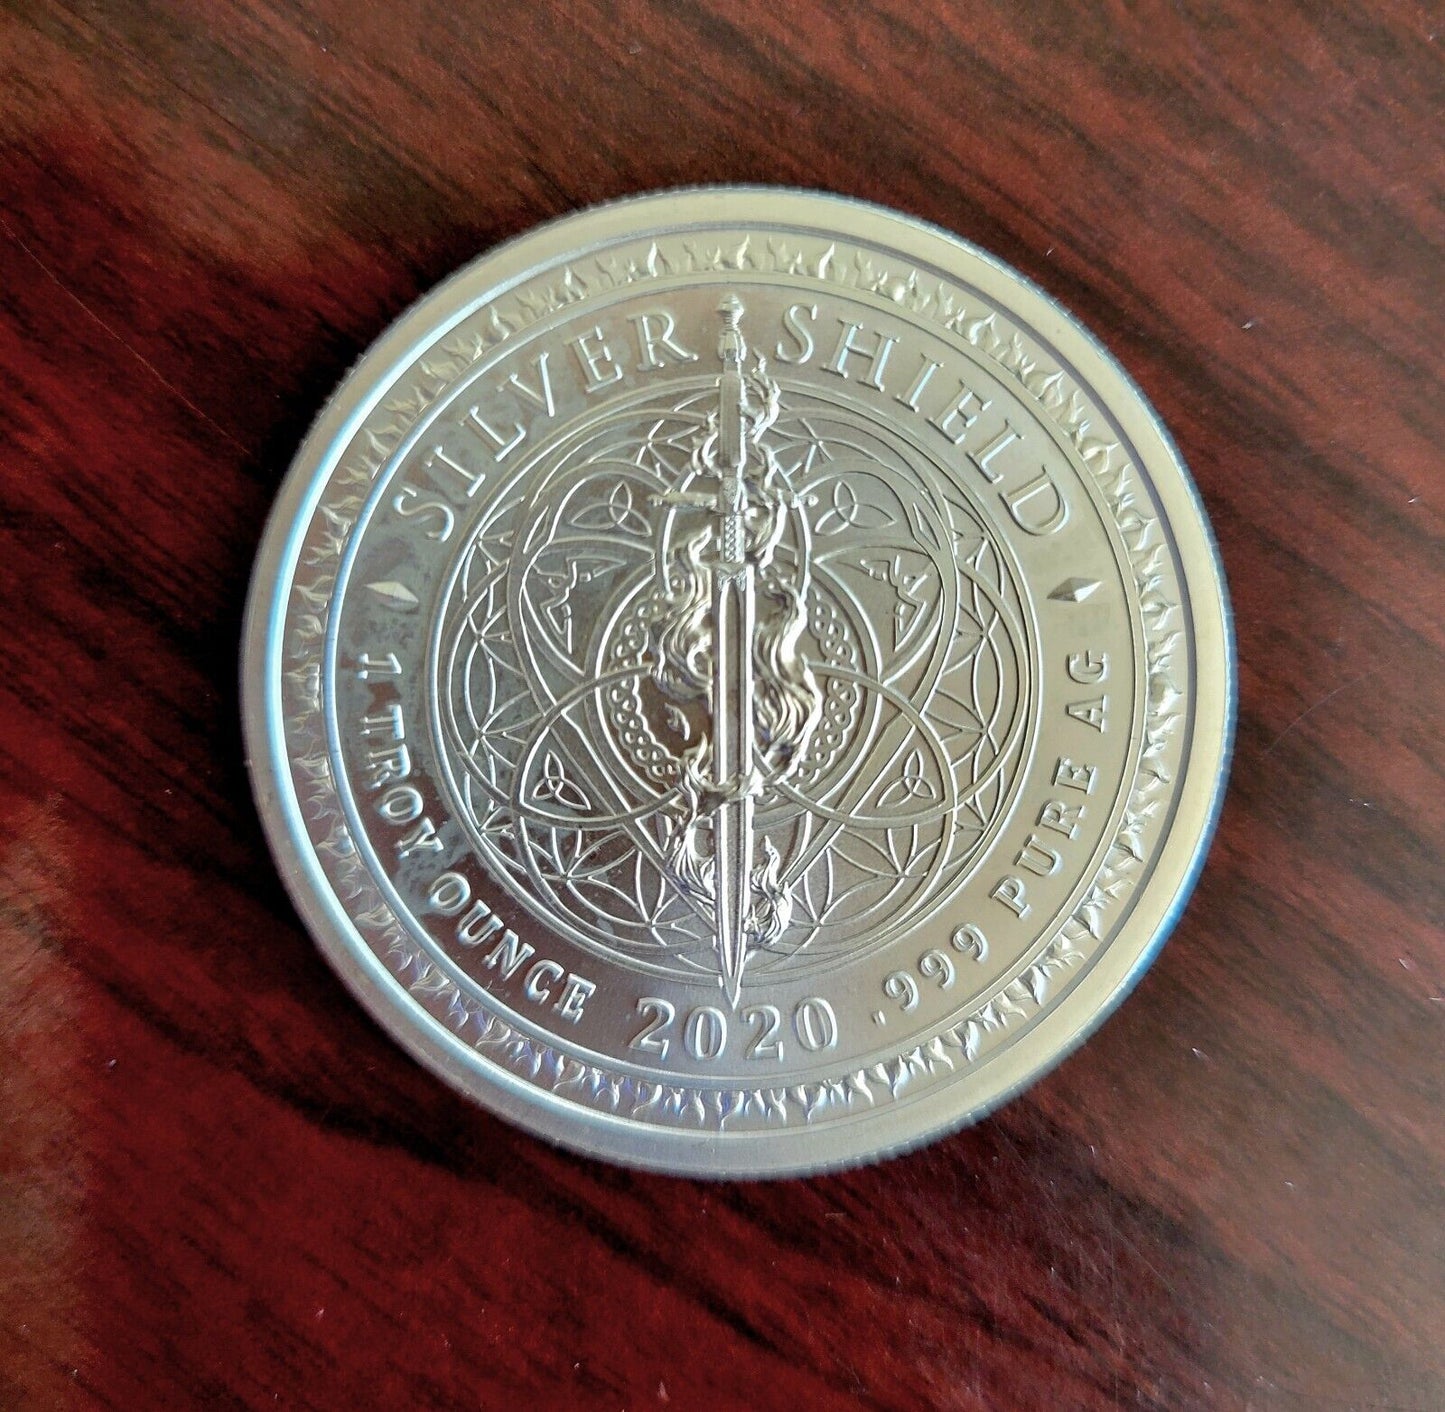 SILVER SHIELD
1 TROY OUNCE 2020 .999 PURE AG